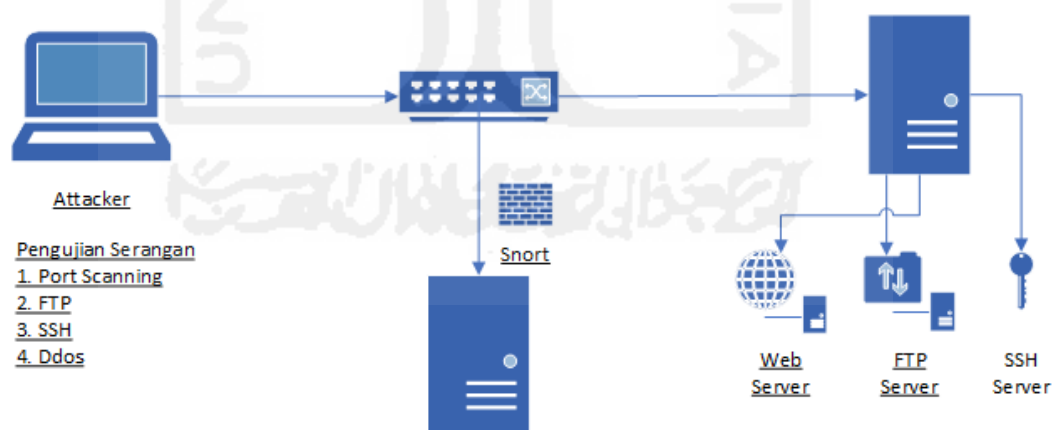 Attacker
Pengujian Serangan
1. Port Scanning
2. FTP
3. SSH
4. Ddos
Snort
Web
Server
FTP
Server
SSH
Server